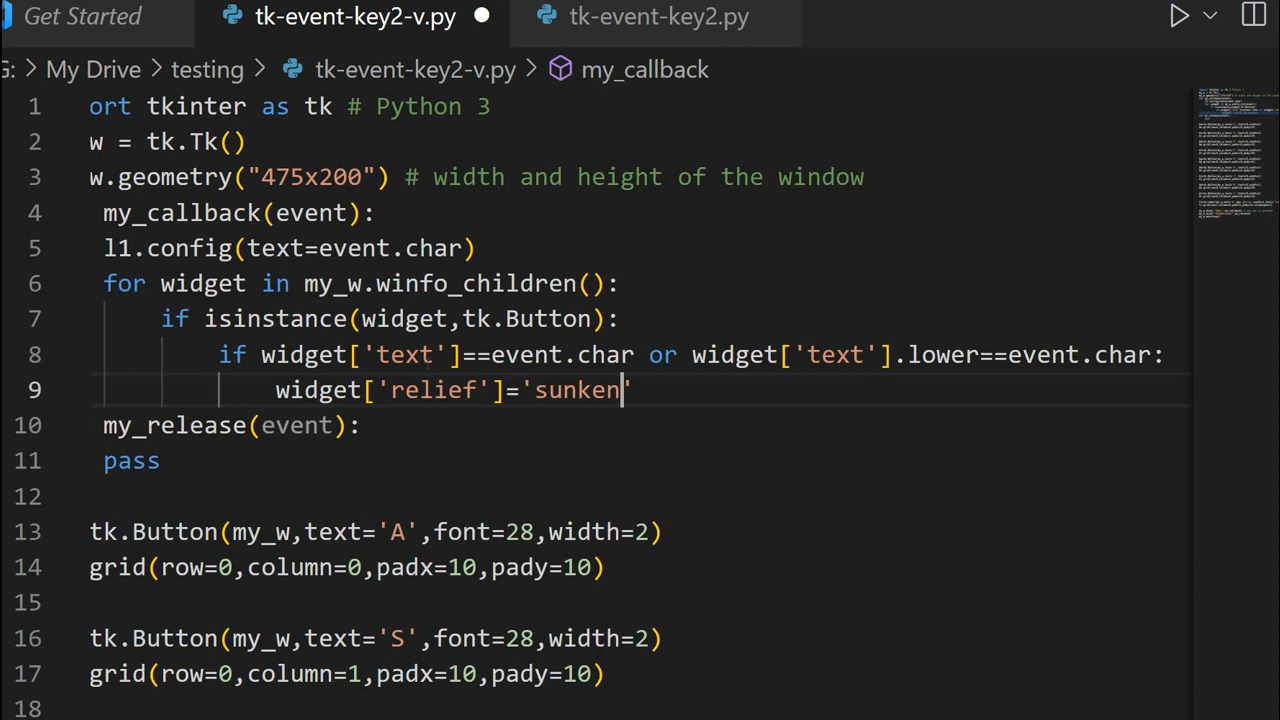 Get Started tk-event-key2-v.py tk-event-key2.py
G: > My Drive > testing > tk-event-key2-v.py > my_callback
1 ort tkinter as tk # Python 3
2 w = tk.Tk()
3 w.geometry("475x200") # width and height of the window
4 my_callback(event):
5 l1.config(text=event.char)
6 for widget in my_w.winfo_children():
7 if isinstance(widget,tk.Button):
8 if widget['text']==event.char or widget['text'].lower==event.char:
9 widget['relief']='sunken'
10 my_release(event):
11 pass
12
13 tk.Button(my_w,text='A',font=28,width=2)
14 grid(row=0,column=0,padx=10,pady=10)
15
16 tk.Button(my_w,text='S',font=28,width=2)
17 grid(row=0,column=1,padx=10,pady=10)
18